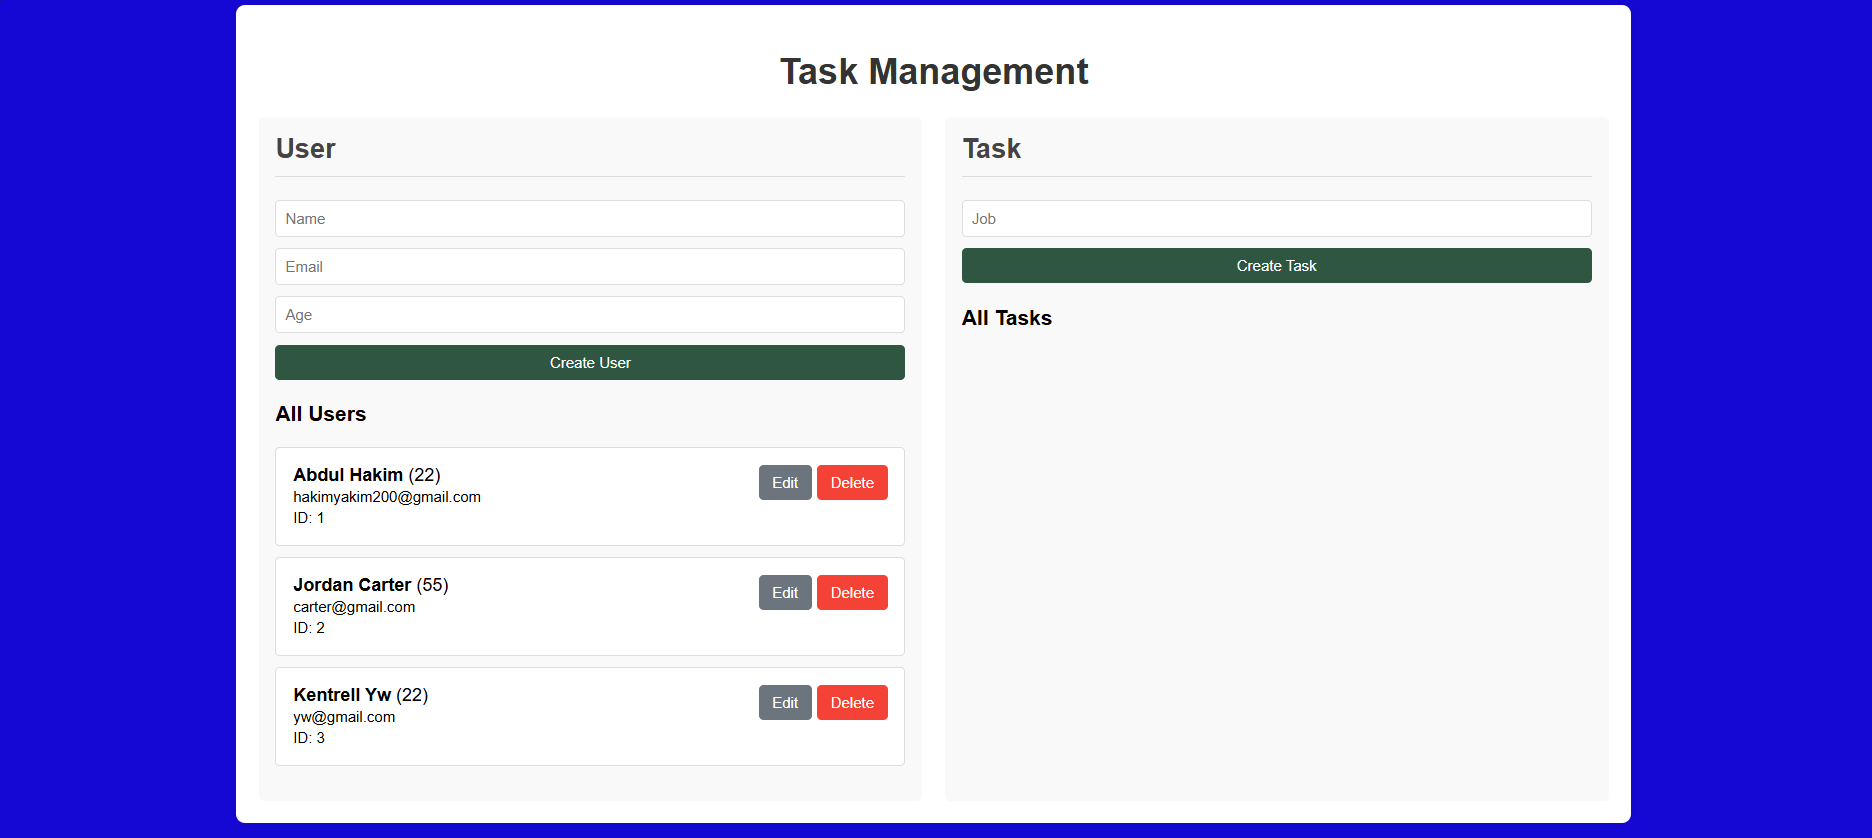 Task Management
User
Name
Email
Age
Create User
All Users
Abdul Hakim (22)
hakimyakim200@gmail.com
ID: 1
Edit
Delete
Jordan Carter (55)
carter@gmail.com
ID: 2
Edit
Delete
Kentrell Yw (22)
yw@gmail.com
ID: 3
Edit
Delete
Task
Job
Create Task
All Tasks